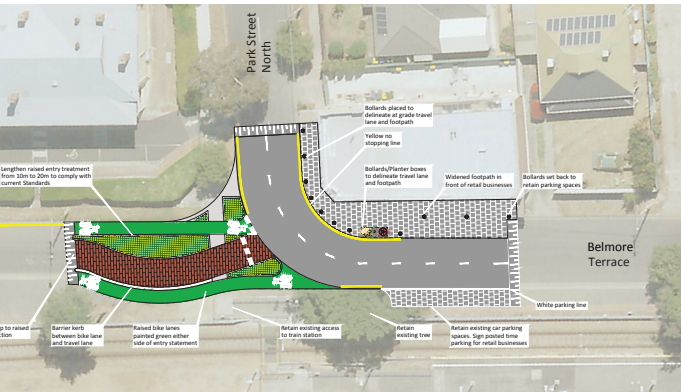 Park Street
North
Bollards placed to
delineate at grade travel
lane and footpath
Yellow no
stopping line
Lengthen raised entry treatment
from 10m to 20m to comply with
current Standards
Bollards/Planter boxes
to delineate travel lane
and footpath
Widened footpath in
front of retail businesses
Bollards set back to
retain parking spaces
Belmore
Terrace
White parking line
p to raised
ction
Barrier kerb
between bike lane
and travel lane
Raised bike lanes
painted green either
side of entry statement
Retain existing access
to train station
Retain
existing tree
Retain existing car parking
spaces. Sign posted time
parking for retail businesses